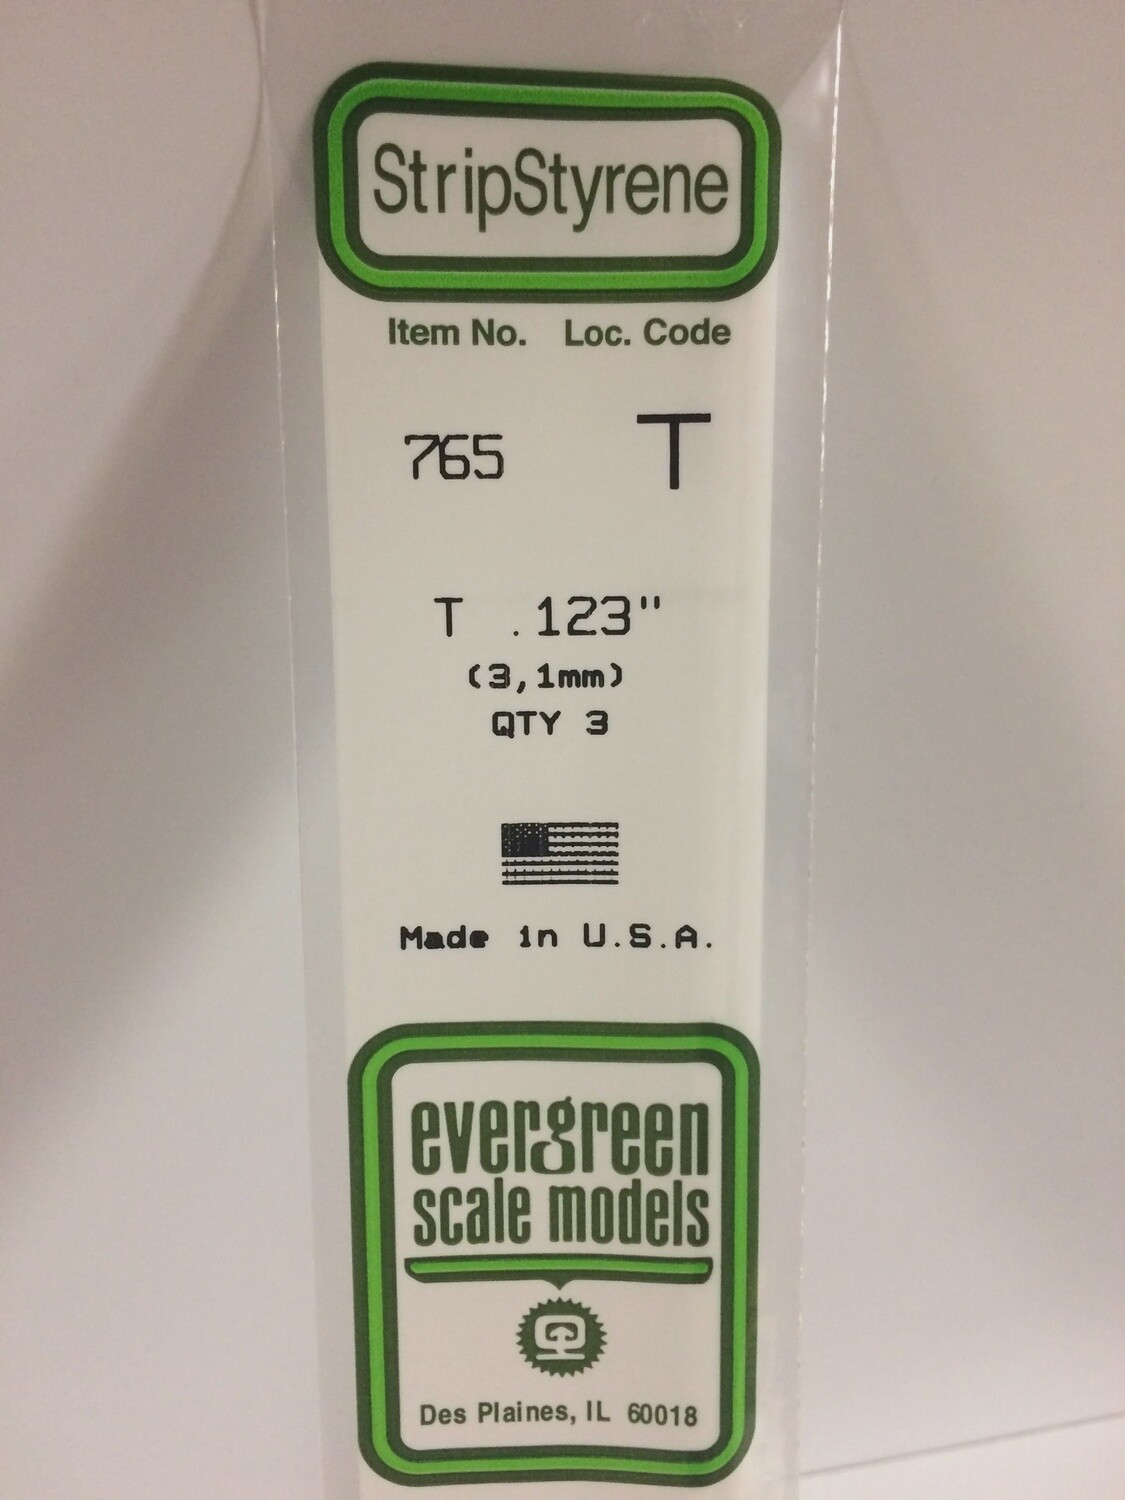 StripStyrene
Item No. Loc. Code
765 T
T .123"
(3,1mm)
QTY 3
Made in U.S.A.
evergreen
scale models
Des Plaines, IL 60018